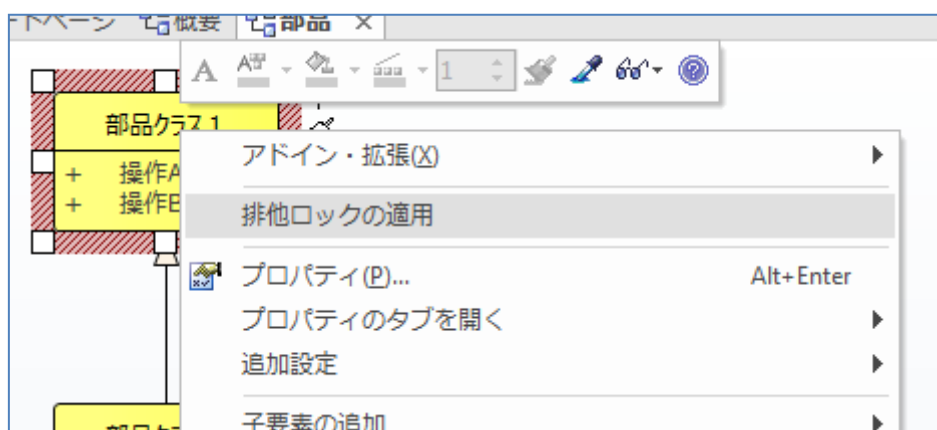 トページ 概要 部品 ×
A A 1
部品クラス1
アドイン・拡張(X)
+ 操作A
+ 操作B
排他ロックの適用
プロパティ(P)... Alt+Enter
プロパティのタブを開く
追加設定
子要素の追加